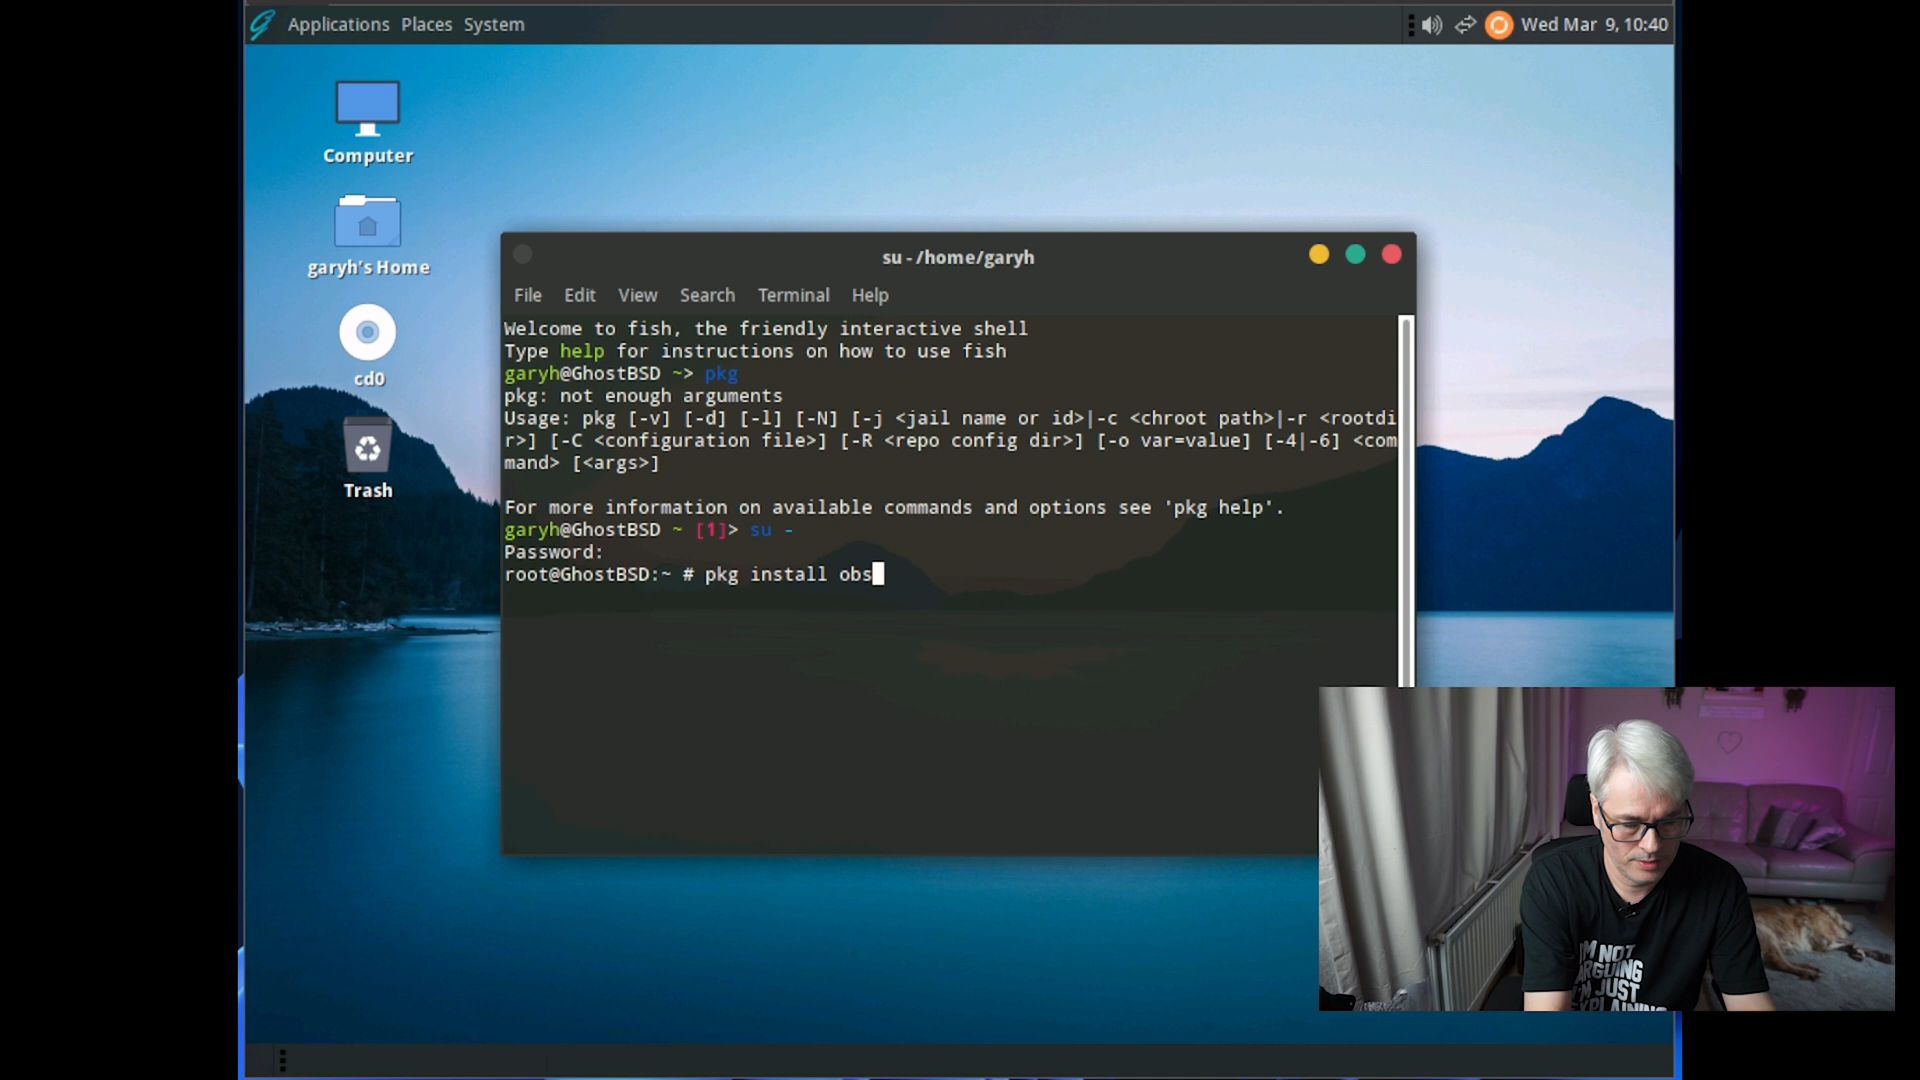 Applications Places System
Wed Mar 9, 10:40
Computer
garyh's Home
cd0
Trash
su - /home/garyh
File Edit View Search Terminal Help
Welcome to fish, the friendly interactive shell
Type help for instructions on how to use fish
garyh@GhostBSD ~> pkg
pkg: not enough arguments
Usage: pkg [-v] [-d] [-l] [-N] [-j <jail name or id>|-c <chroot path>|-r <rootdi
r>] [-C <configuration file>] [-R <repo config dir>] [-o var=value] [-4|-6] <com
mand> [<args>]
For more information on available commands and options see 'pkg help'.
garyh@GhostBSD ~ [1]> su -
Password:
root@GhostBSD:~ # pkg install obs
I'M NOT
ARGUING
I'M JUST
EXPLAINING